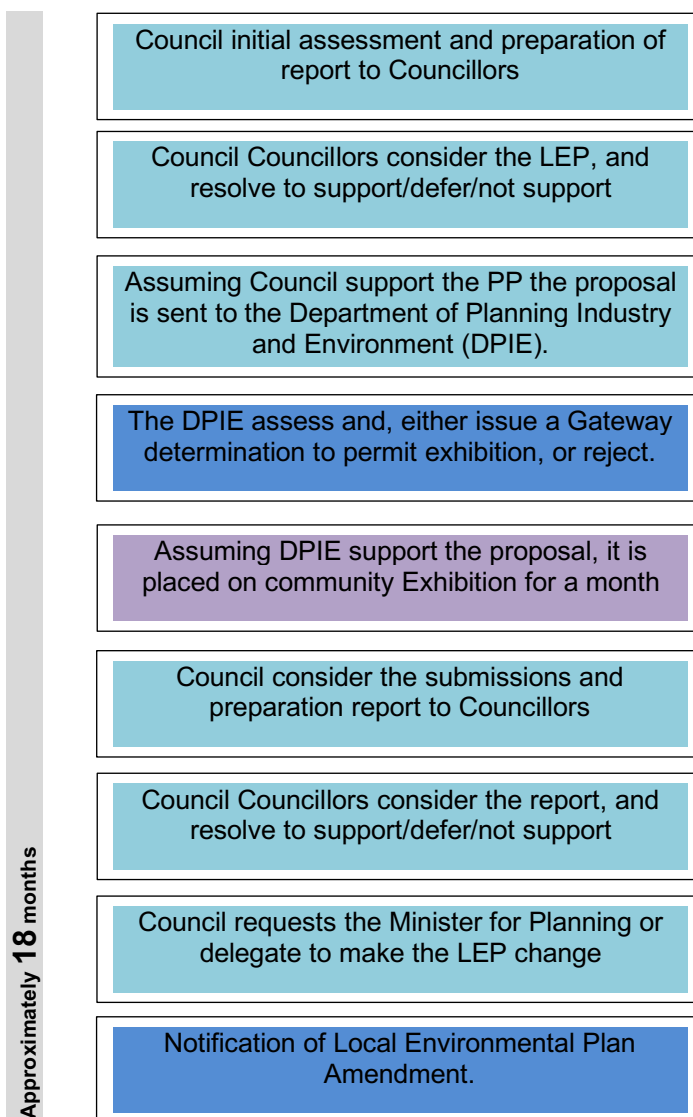 Council initial assessment and preparation of
report to Councillors
Council Councillors consider the LEP, and
resolve to support/defer/not support
Assuming Council support the PP the proposal
is sent to the Department of Planning Industry
and Environment (DPIE).
The DPIE assess and, either issue a Gateway
determination to permit exhibition, or reject.
Assuming DPIE support the proposal, it is
placed on community Exhibition for a month
Council consider the submissions and
preparation report to Councillors
Council Councillors consider the report, and
resolve to support/defer/not support
Council requests the Minister for Planning or
delegate to make the LEP change
Notification of Local Environmental Plan
Amendment.
Approximately 18 months